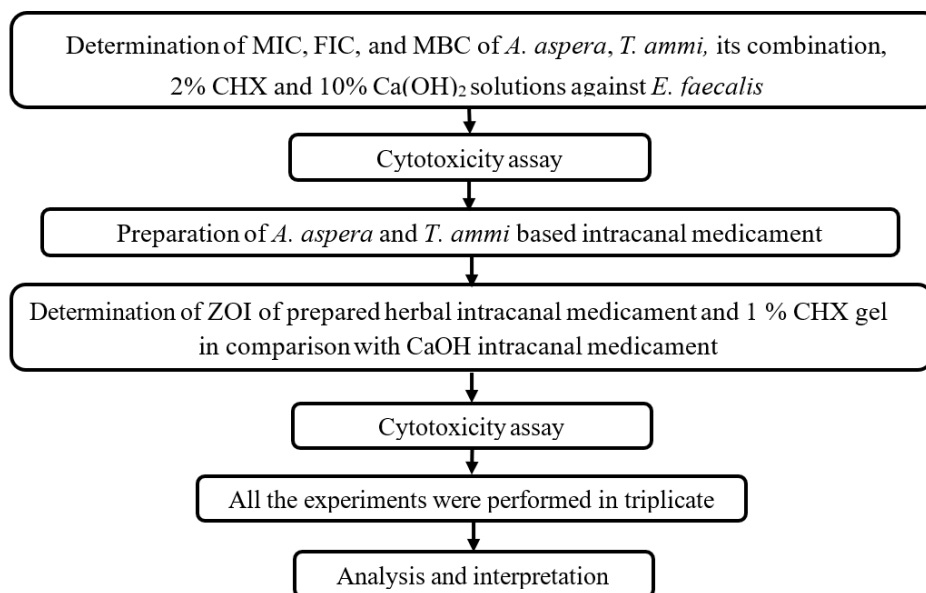 Determination of MIC, FIC, and MBC of A. aspera, T. ammi, its combination,
2% CHX and 10% Ca(OH)₂ solutions against E. faecalis
Cytotoxicity assay
Preparation of A. aspera and T. ammi based intracanal medicament
Determination of ZOI of prepared herbal intracanal medicament and 1 % CHX gel
in comparison with CaOH intracanal medicament
Cytotoxicity assay
All the experiments were performed in triplicate
Analysis and interpretation